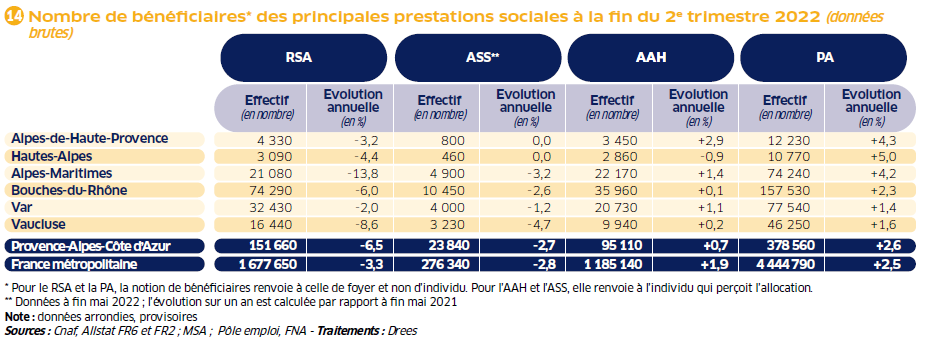 14 Nombre de bénéficiaires* des principales prestations sociales à la fin du 2e trimestre 2022 (données
brutes)
RSA ASS** AAH PA
Effectif (en nombre) Evolution annuelle (en %) Effectif (en nombre) Evolution annuelle (en %) Effectif (en nombre) Evolution annuelle (en %) Effectif (en nombre) Evolution annuelle (en %)
Alpes-de-Haute-Provence 4 330 -3,2 800 0,0 3 450 +2,9 12 230 +4,3
Hautes-Alpes 3 090 -4,4 460 0,0 2 860 -0,9 10 770 +5,0
Alpes-Maritimes 21 080 -13,8 4 900 -3,2 22 170 +1,4 74 240 +4,2
Bouches-du-Rhône 74 290 -6,0 10 450 -2,6 35 960 +0,1 157 530 +2,3
Var 32 430 -2,0 4 000 -1,2 20 730 +1,1 77 540 +1,4
Vaucluse 16 440 -8,6 3 230 -4,7 9 940 +0,2 46 250 +1,6
Provence-Alpes-Côte d'Azur 151 660 -6,5 23 840 -2,7 95 110 +0,7 378 560 +2,6
France métropolitaine 1 677 650 -3,3 276 340 -2,8 1 185 140 +1,9 4 444 790 +2,5
* Pour le RSA et la PA, la notion de bénéficiaires renvoie à celle de foyer et non d'individu. Pour l'AAH et l'ASS, elle renvoie à l'individu qui perçoit l'allocation.
** Données à fin mai 2022 ; l'évolution sur un an est calculée par rapport à fin mai 2021
Note : données arrondies, provisoires
Sources : Cnaf, Allstat FR6 et FR2 ; MSA ; Pôle emploi, FNA - Traitements : Drees